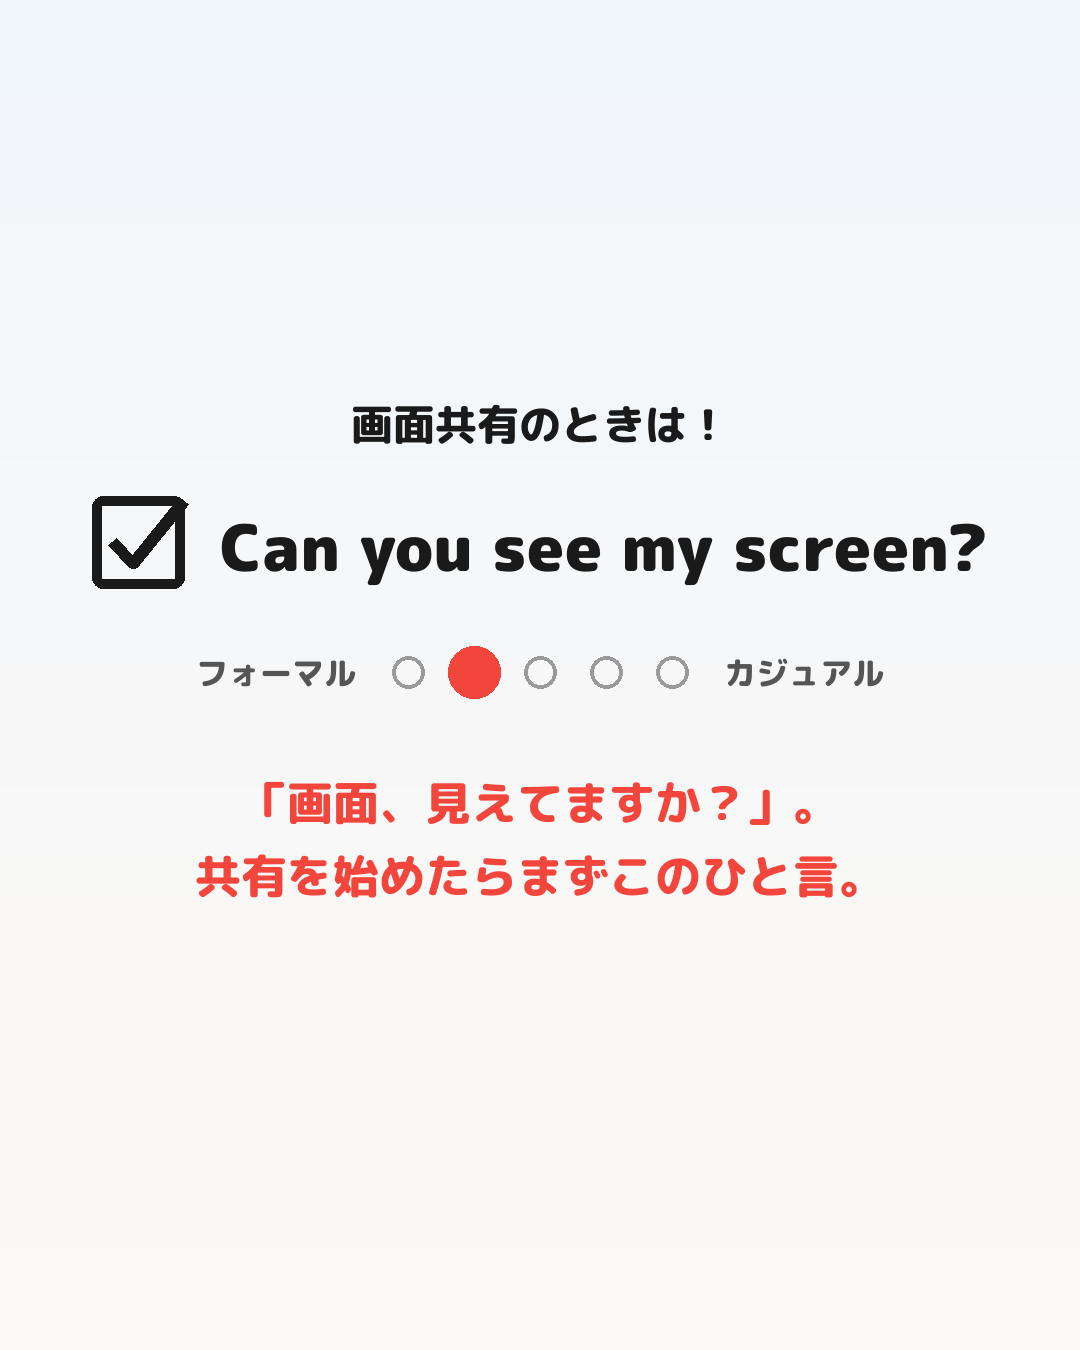 画面共有のときは！
Can you see my screen?
フォーマル カジュアル
「画面、見えてますか？」。
共有を始めたらまずこのひと言。